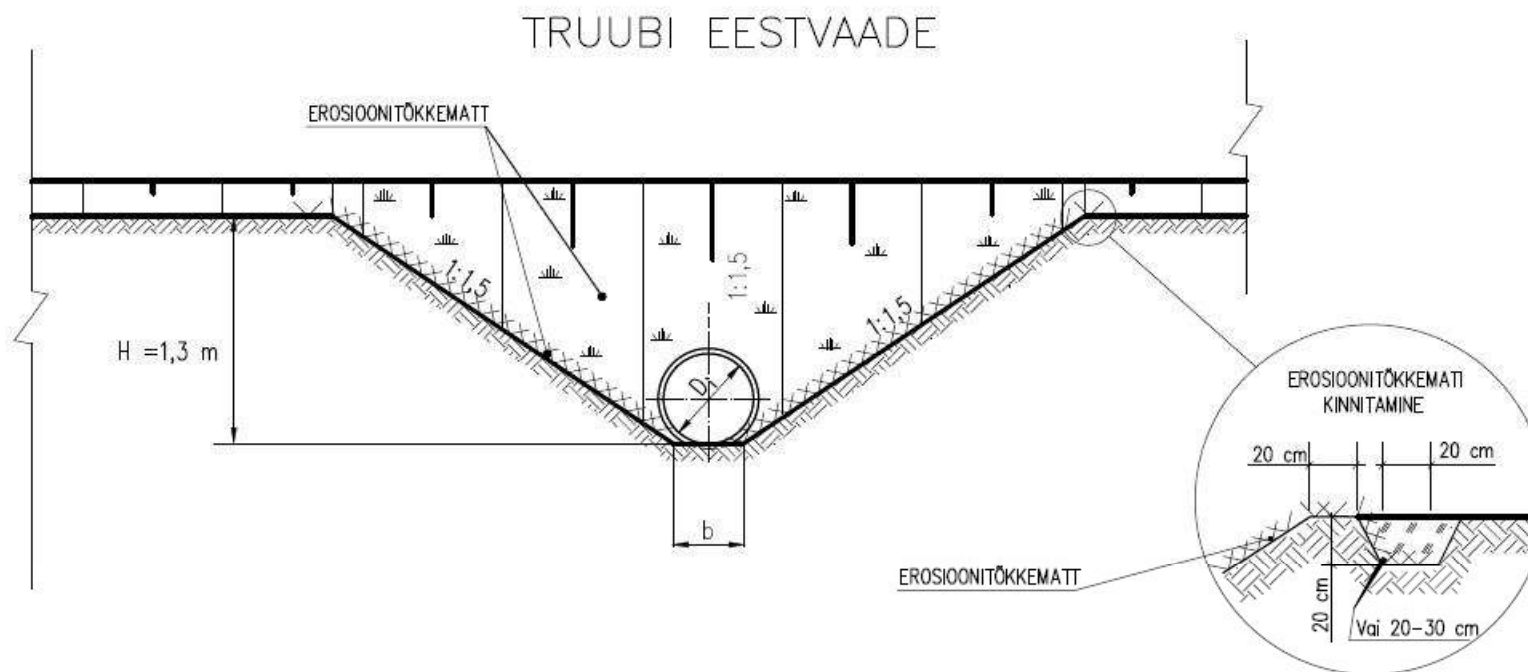 TRUUBI EESTVAADE
EROSIOONITÕKKEMATT
1:1,5
1:1,5
1:1,5
H =1,3 m
Di
b
EROSIOONITÕKKEMATI
KINNITAMINE
20 cm
20 cm
EROSIOONITÕKKEMATT
20 cm
Vai 20-30 cm